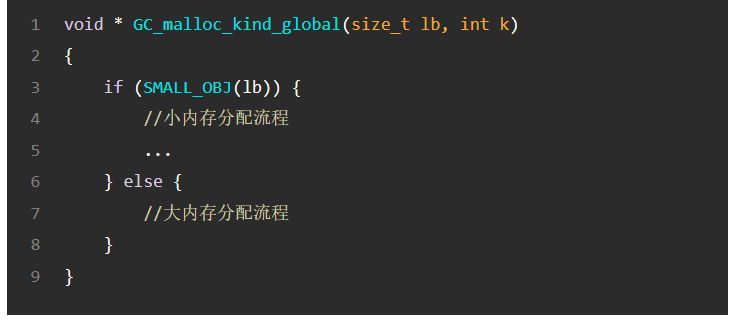 1 void * GC_malloc_kind_global(size_t lb, int k)
2 {
3     if (SMALL_OBJ(lb)) {
4         //小内存分配流程
5         ...
6     } else {
7         //大内存分配流程
8     }
9 }